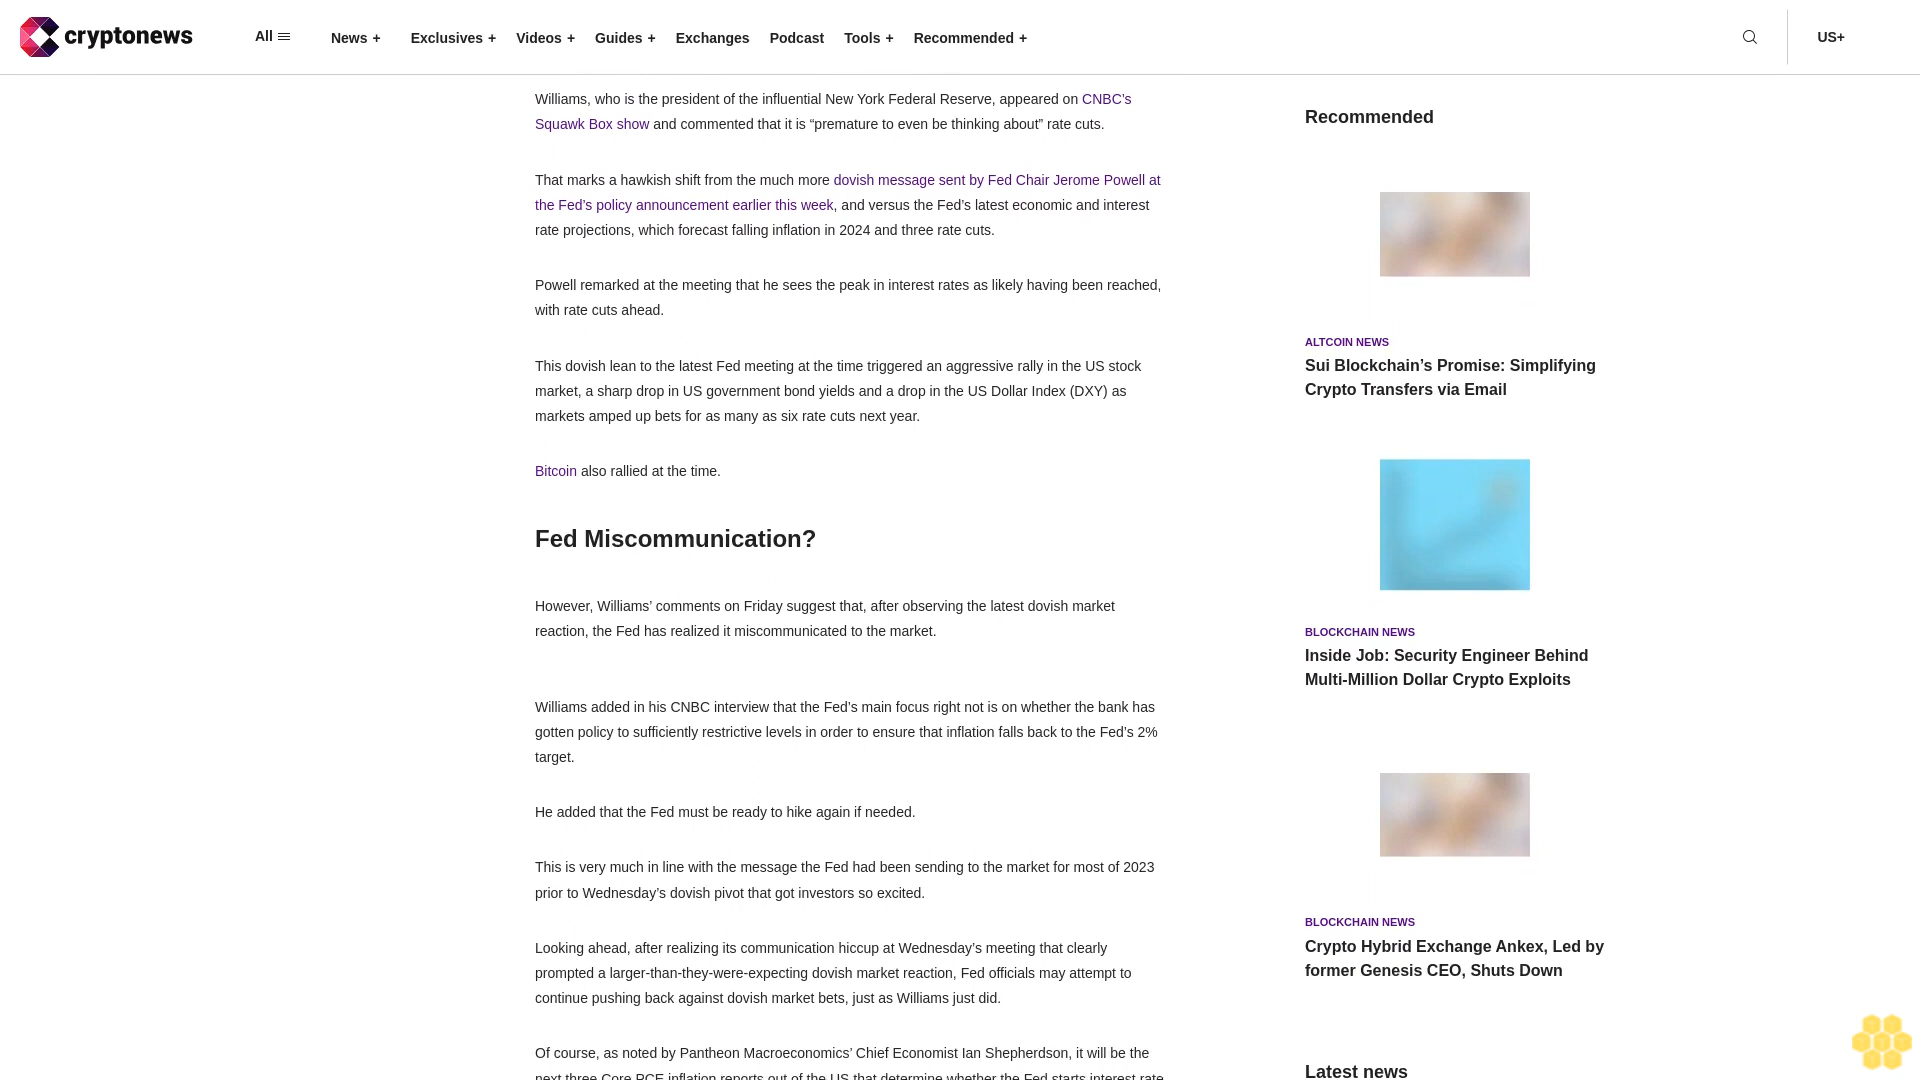 cryptonews
All
News +
Exclusives +
Videos +
Guides +
Exchanges
Podcast
Tools +
Recommended +
US+
Williams, who is the president of the influential New York Federal Reserve, appeared on CNBC’s
Squawk Box show and commented that it is “premature to even be thinking about” rate cuts.
That marks a hawkish shift from the much more dovish message sent by Fed Chair Jerome Powell at
the Fed’s policy announcement earlier this week, and versus the Fed’s latest economic and interest
rate projections, which forecast falling inflation in 2024 and three rate cuts.
Powell remarked at the meeting that he sees the peak in interest rates as likely having been reached,
with rate cuts ahead.
This dovish lean to the latest Fed meeting at the time triggered an aggressive rally in the US stock
market, a sharp drop in US government bond yields and a drop in the US Dollar Index (DXY) as
markets amped up bets for as many as six rate cuts next year.
Bitcoin also rallied at the time.
Fed Miscommunication?
However, Williams’ comments on Friday suggest that, after observing the latest dovish market
reaction, the Fed has realized it miscommunicated to the market.
Williams added in his CNBC interview that the Fed’s main focus right not is on whether the bank has
gotten policy to sufficiently restrictive levels in order to ensure that inflation falls back to the Fed’s 2%
target.
He added that the Fed must be ready to hike again if needed.
This is very much in line with the message the Fed had been sending to the market for most of 2023
prior to Wednesday’s dovish pivot that got investors so excited.
Looking ahead, after realizing its communication hiccup at Wednesday’s meeting that clearly
prompted a larger-than-they-were-expecting dovish market reaction, Fed officials may attempt to
continue pushing back against dovish market bets, just as Williams just did.
Of course, as noted by Pantheon Macroeconomics’ Chief Economist Ian Shepherdson, it will be the
next three Core PCE inflation reports out of the US that determine whether the Fed starts interest rate
Recommended
ALTCOIN NEWS
Sui Blockchain’s Promise: Simplifying
Crypto Transfers via Email
BLOCKCHAIN NEWS
Inside Job: Security Engineer Behind
Multi-Million Dollar Crypto Exploits
BLOCKCHAIN NEWS
Crypto Hybrid Exchange Ankex, Led by
former Genesis CEO, Shuts Down
Latest news